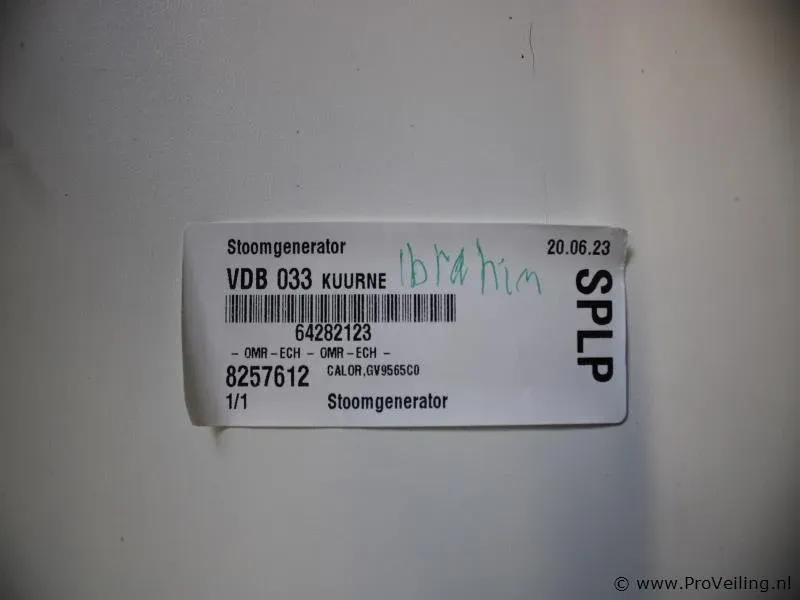 Stoomgenerator 20.06.23
VDB 033 KUURNE Ibrahim
SPLP
64282123
- OMR-ECH - OMR-ECH -
8257612 CALOR,GV9565C0
1/1 Stoomgenerator
© www.ProVeiling.nl